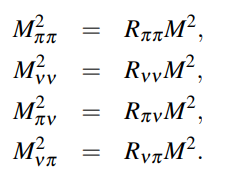 M²_ππ = R_ππ M²,
M²_νν = R_νν M²,
M²_πν = R_πν M²,
M²_νπ = R_νπ M².